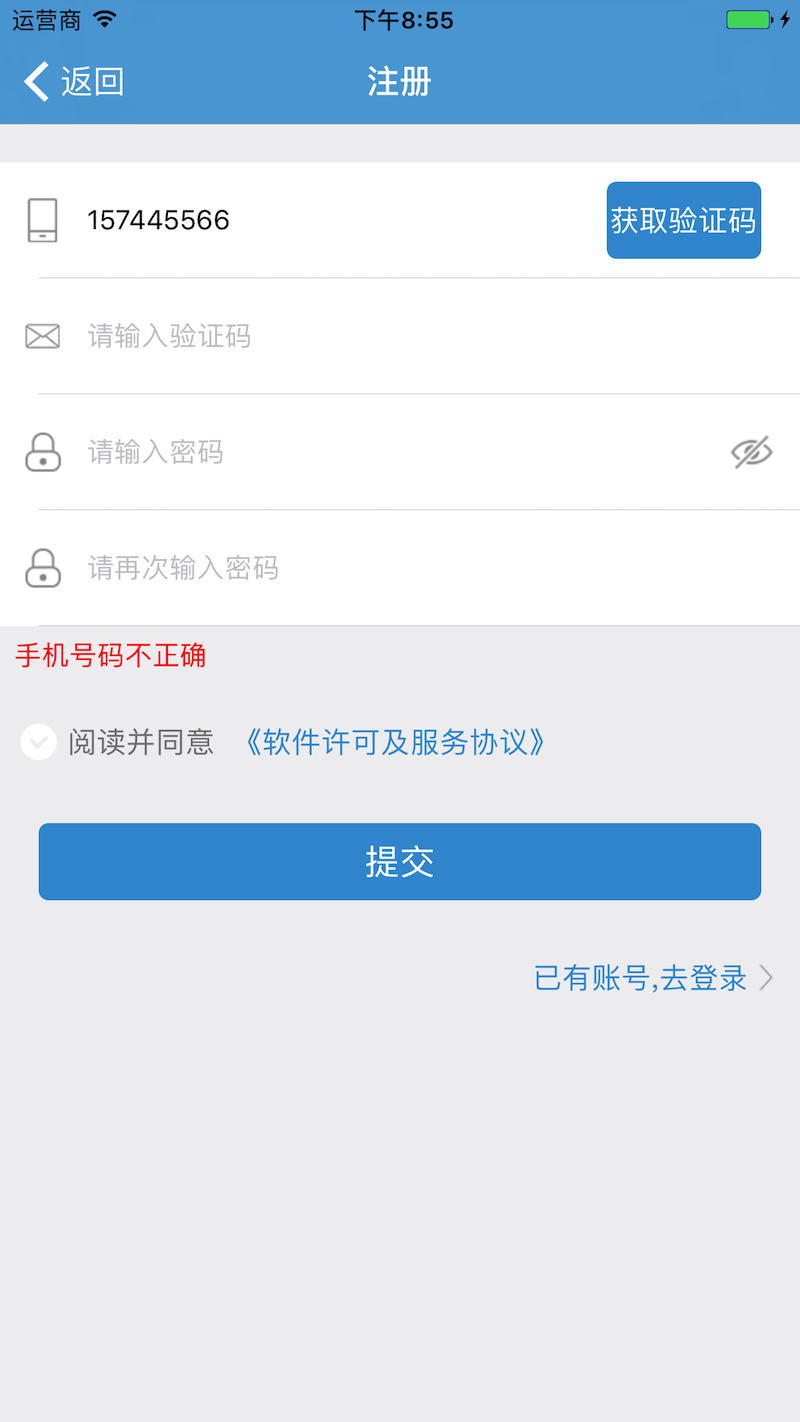 运营商
下午8:55
返回
注册
157445566
获取验证码
请输入验证码
请输入密码
请再次输入密码
手机号码不正确
阅读并同意 《软件许可及服务协议》
提交
已有账号,去登录